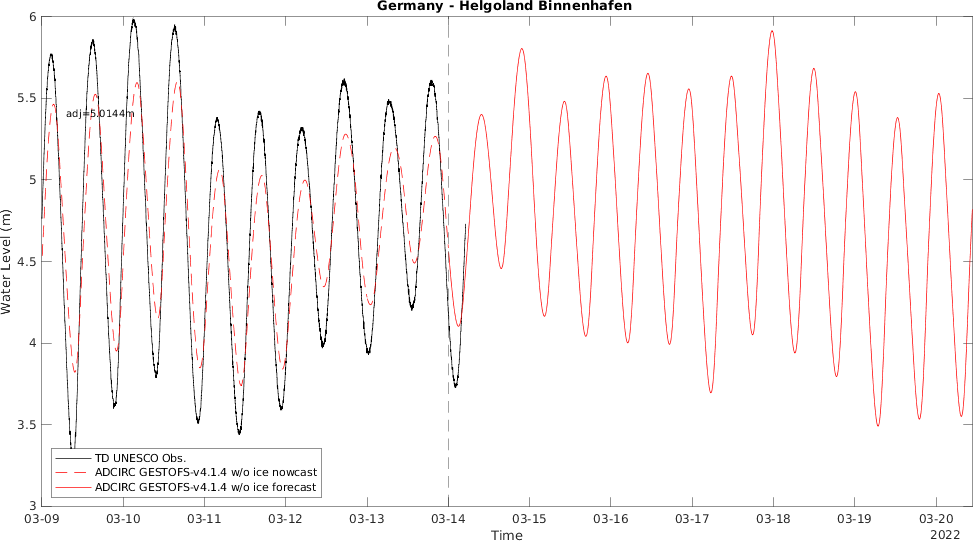 Germany - Helgoland Binnenhafen
6
5.5
adj=5.0144m
5
Water Level (m)
4.5
4
3.5
TD UNESCO Obs.
ADCIRC GESTOFS-v4.1.4 w/o ice nowcast
ADCIRC GESTOFS-v4.1.4 w/o ice forecast
3
03-09 03-10 03-11 03-12 03-13 03-14 03-15 03-16 03-17 03-18 03-19 03-20
Time 2022